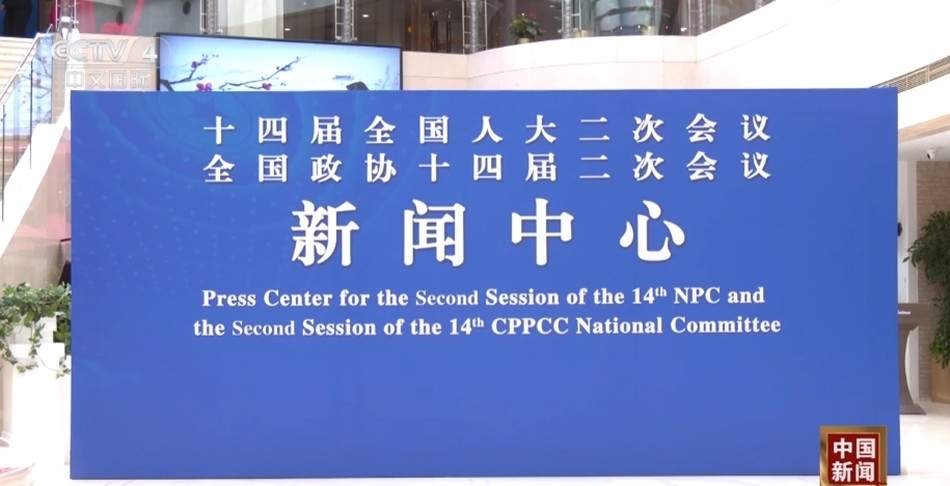 CCTV 4
中文国际
十四届全国人大二次会议
全国政协十四届二次会议
新闻中心
Press Center for the Second Session of the 14th NPC and
the Second Session of the 14th CPPCC National Committee
中国
新闻